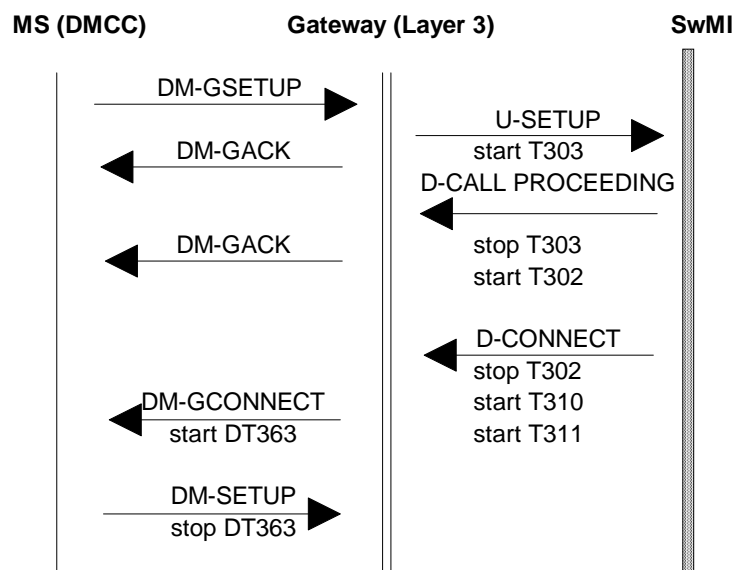 MS (DMCC) Gateway (Layer 3) SwMI
DM-GSETUP
U-SETUP
start T303
DM-GACK
D-CALL PROCEEDING
DM-GACK
stop T303
start T302
D-CONNECT
stop T302
start T310
start T311
DM-GCONNECT
start DT363
DM-SETUP
stop DT363